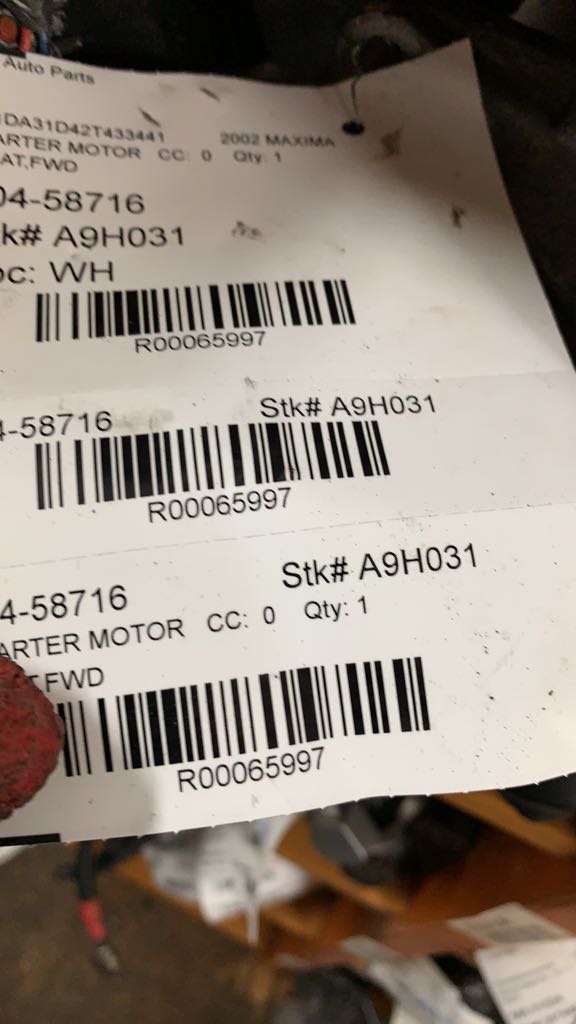 Auto Parts
DA31D42T433441 2002 MAXIMA
ARTER MOTOR CC: 0 Qty: 1
AT,FWD
04-58716
k# A9H031
oc: WH
R00065997
4-58716 Stk# A9H031
R00065997
4-58716 Stk# A9H031
ARTER MOTOR CC: 0 Qty: 1
T,FWD
R00065997